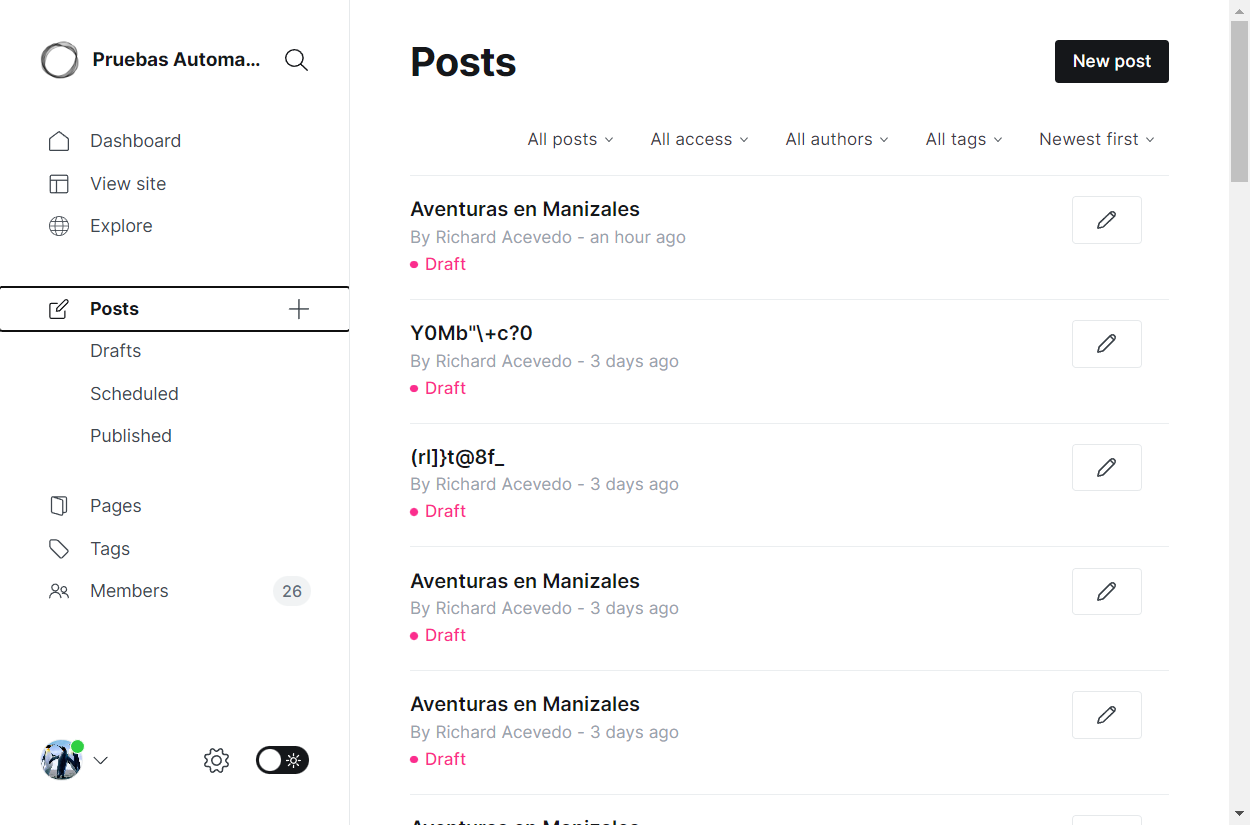 Pruebas Automa...
Dashboard
View site
Explore
Posts
Drafts
Scheduled
Published
Pages
Tags
Members 26
Posts
New post
All posts All access All authors All tags Newest first
Aventuras en Manizales
By Richard Acevedo - an hour ago
Draft
Y0Mb"\+c?0
By Richard Acevedo - 3 days ago
Draft
(rl]}t@8f_
By Richard Acevedo - 3 days ago
Draft
Aventuras en Manizales
By Richard Acevedo - 3 days ago
Draft
Aventuras en Manizales
By Richard Acevedo - 3 days ago
Draft
Aventuras en Manizales